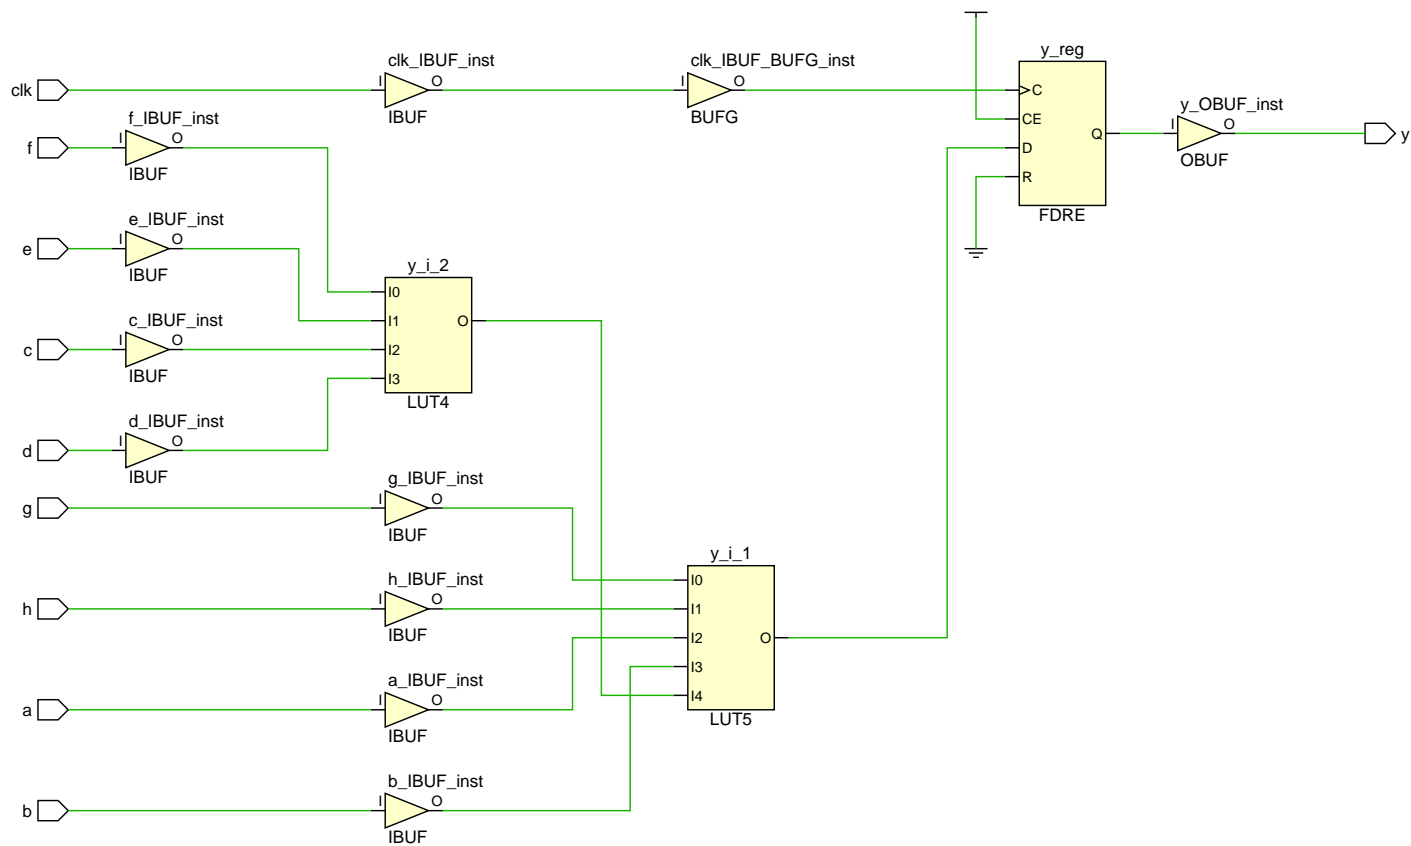 clk
I
clk_IBUF_inst
O
IBUF
I
clk_IBUF_BUFG_inst
O
BUFG
y_reg
C
CE
D
R
Q
FDRE
I
y_OBUF_inst
O
OBUF
y
f
I
f_IBUF_inst
O
IBUF
e
I
e_IBUF_inst
O
IBUF
c
I
c_IBUF_inst
O
IBUF
d
I
d_IBUF_inst
O
IBUF
y_i_2
I0
I1
I2
I3
O
LUT4
g
I
g_IBUF_inst
O
IBUF
h
I
h_IBUF_inst
O
IBUF
a
I
a_IBUF_inst
O
IBUF
b
I
b_IBUF_inst
O
IBUF
y_i_1
I0
I1
I2
I3
I4
O
LUT5